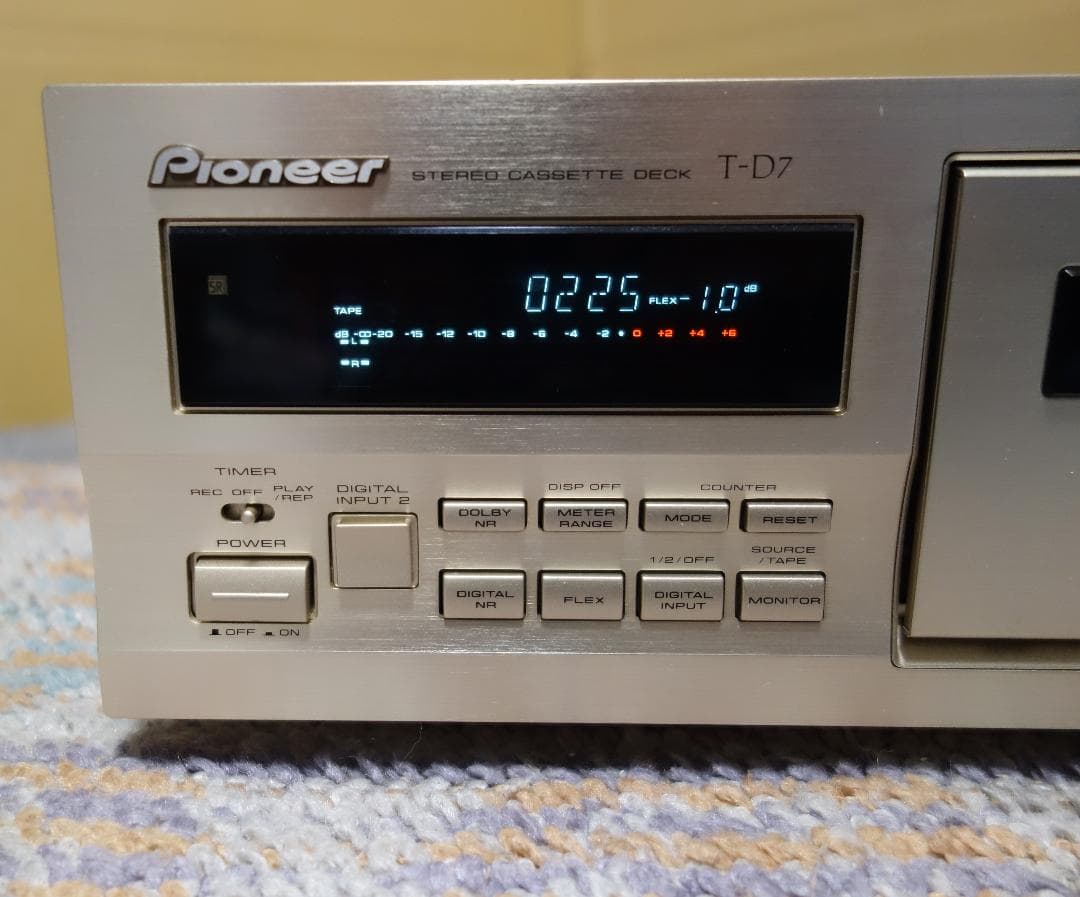 Pioneer STEREO CASSETTE DECK T-D7
SR
0225 FLEX -1.0 dB
TAPE
dB -∞ -20 -15 -12 -10 -8 -6 -4 -2 • 0 +2 +4 +6
L
R
TIMER
REC OFF PLAY
/REP
DIGITAL
INPUT 2
POWER
OFF ON
DISP OFF
COUNTER
DOLBY
NR
METER
RANGE
MODE
RESET
1/2/OFF
SOURCE
/TAPE
DIGITAL
NR
FLEX
DIGITAL
INPUT
MONITOR